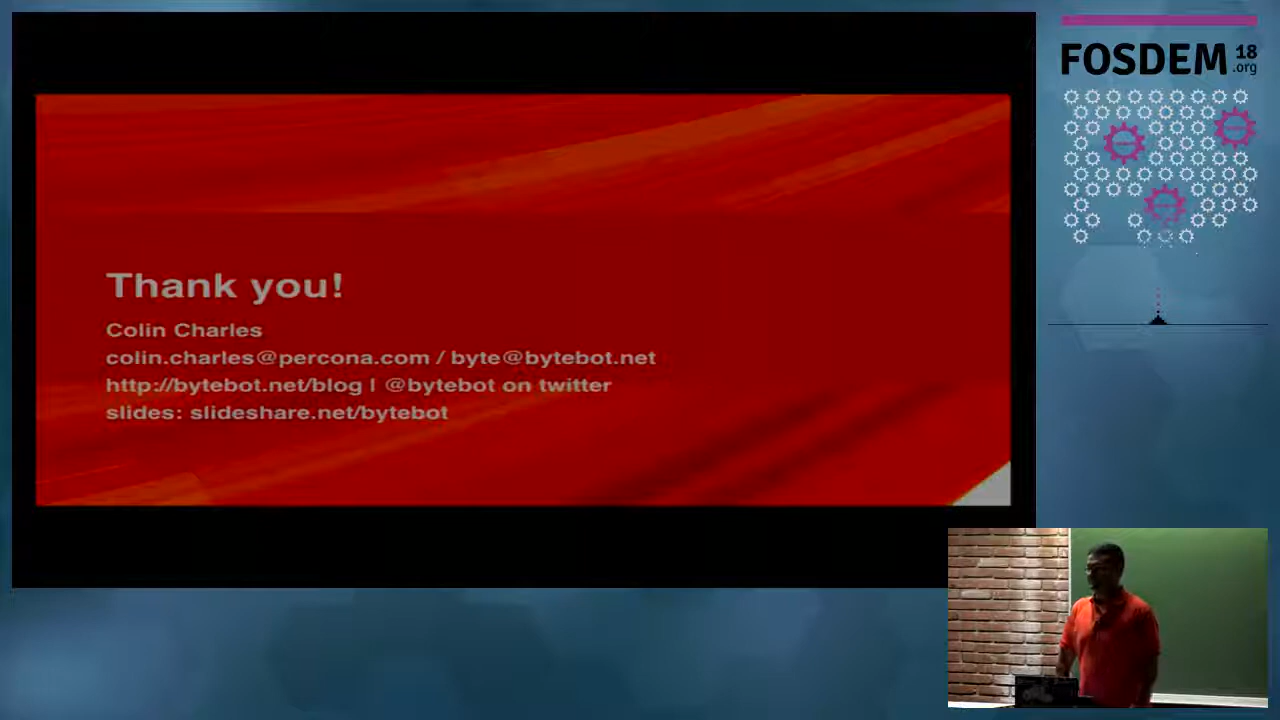 FOSDEM 18
.org
Thank you!
Colin Charles
colin.charles@percona.com / byte@bytebot.net
http://bytebot.net/blog | @bytebot on twitter
slides: slideshare.net/bytebot